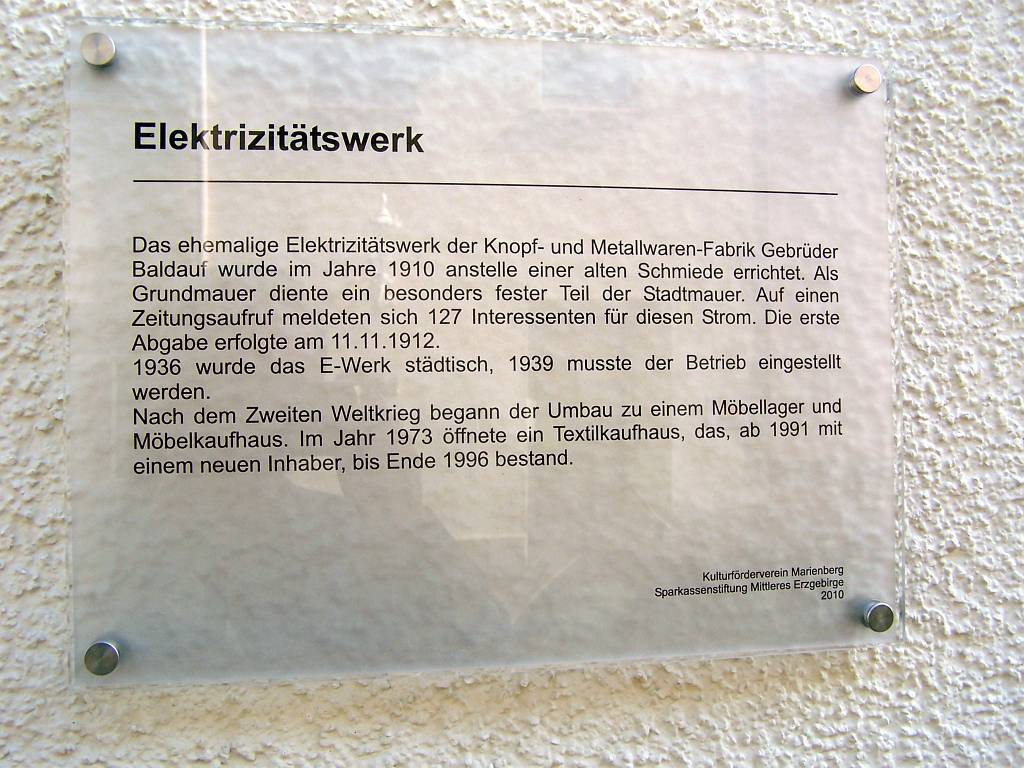 Elektrizitätswerk
Das ehemalige Elektrizitätswerk der Knopf- und Metallwaren-Fabrik Gebrüder
Baldauf wurde im Jahre 1910 anstelle einer alten Schmiede errichtet. Als
Grundmauer diente ein besonders fester Teil der Stadtmauer. Auf einen
Zeitungsaufruf meldeten sich 127 Interessenten für diesen Strom. Die erste
Abgabe erfolgte am 11.11.1912.
1936 wurde das E-Werk städtisch, 1939 musste der Betrieb eingestellt
werden.
Nach dem Zweiten Weltkrieg begann der Umbau zu einem Möbellager und
Möbelkaufhaus. Im Jahr 1973 öffnete ein Textilkaufhaus, das, ab 1991 mit
einem neuen Inhaber, bis Ende 1996 bestand.
Kulturförderverein Marienberg
Sparkassenstiftung Mittleres Erzgebirge
2010